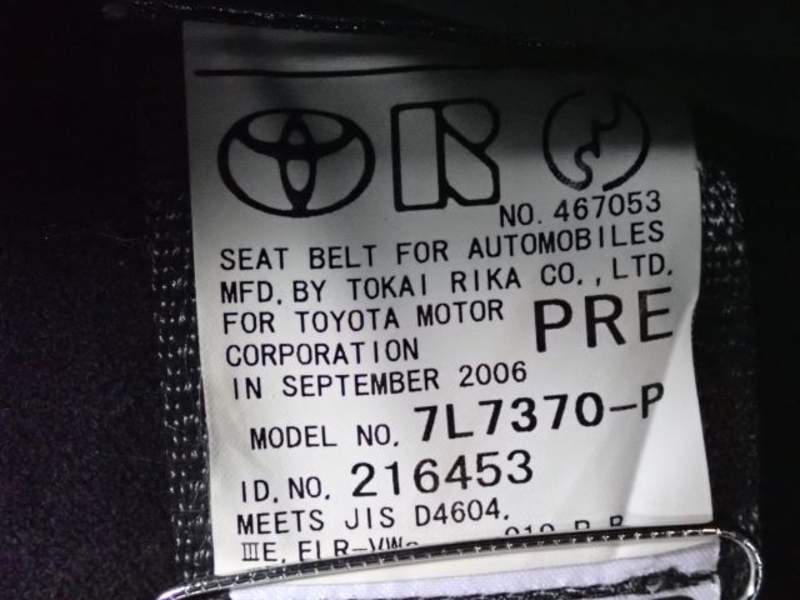 NO. 467053
SEAT BELT FOR AUTOMOBILES
MFD. BY TOKAI RIKA CO., LTD.
FOR TOYOTA MOTOR
CORPORATION PRE
IN SEPTEMBER 2006
MODEL NO. 7L7370-P
ID. NO. 216453
MEETS JIS D4604.